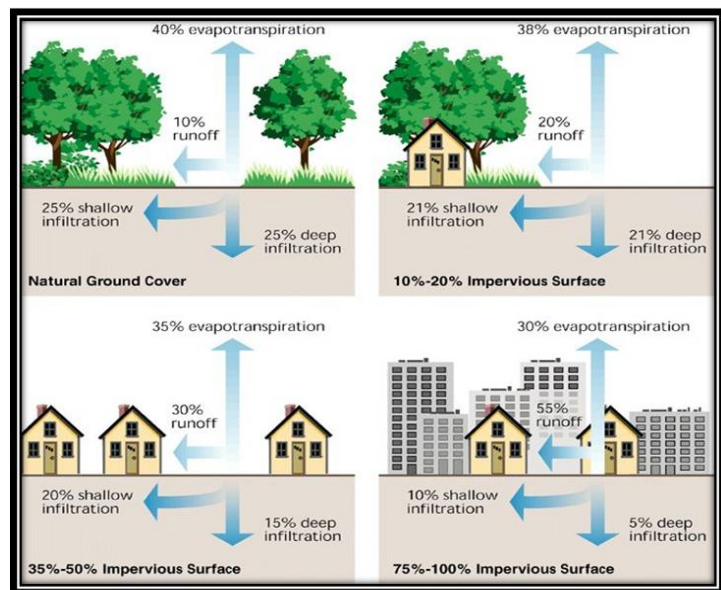 40% evapotranspiration
10%
runoff
25% shallow
infiltration
25% deep
infiltration
Natural Ground Cover
38% evapotranspiration
20%
runoff
21% shallow
infiltration
21% deep
infiltration
10%-20% Impervious Surface
35% evapotranspiration
30%
runoff
20% shallow
infiltration
15% deep
infiltration
35%-50% Impervious Surface
30% evapotranspiration
55%
runoff
10% shallow
infiltration
5% deep
infiltration
75%-100% Impervious Surface